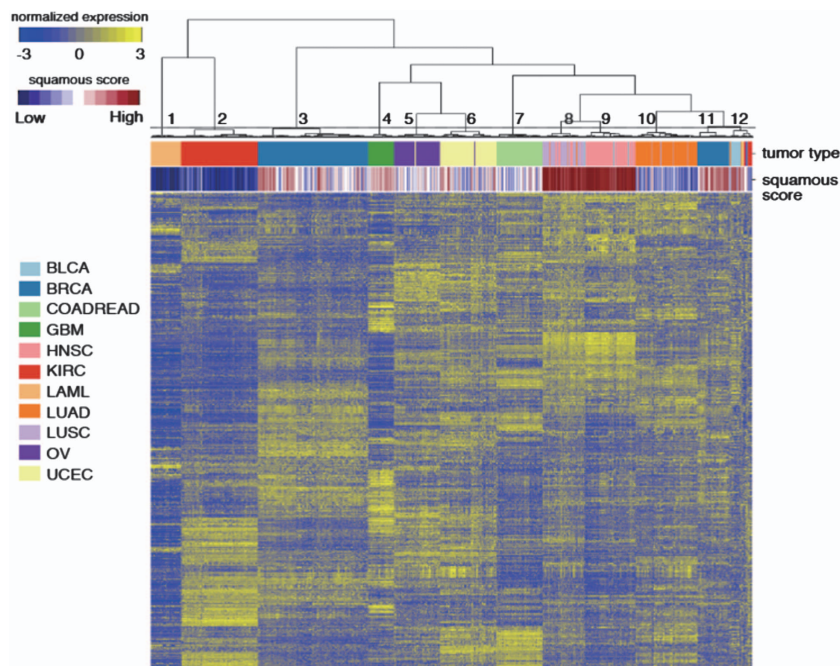 normalized expression
-3 0 3
squamous score
Low High
1 2 3 4 5 6 7 8 9 10 11 12
tumor type
squamous
score
BLCA
BRCA
COADREAD
GBM
HNSC
KIRC
LAML
LUAD
LUSC
OV
UCEC